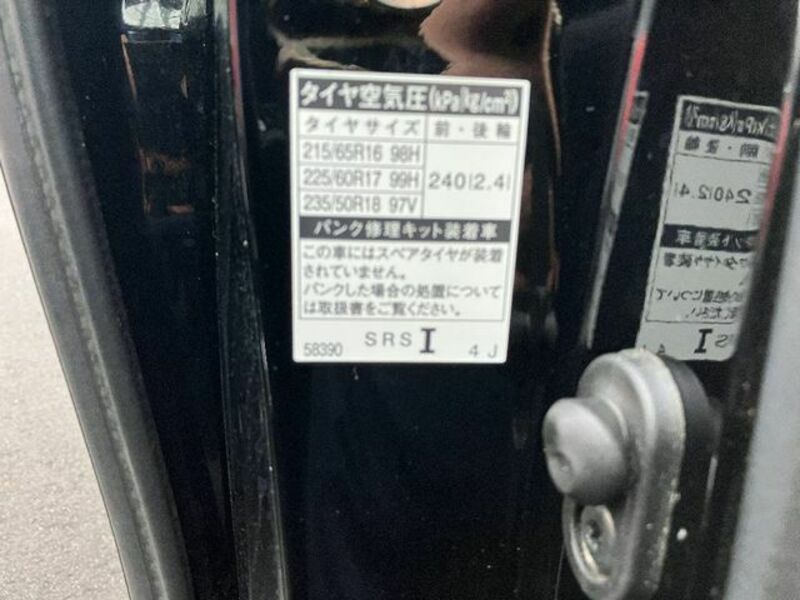 タイヤ空気圧(kPa|kg/cm²)
タイヤサイズ 前・後輪
215/65R16 98H
225/60R17 99H 240|2.4|
235/50R18 97V
パンク修理キット装着車
この車にはスペアタイヤが装着
されていません。
パンクした場合の処置について
は取扱書をご覧ください。
58390 SRS I 4J